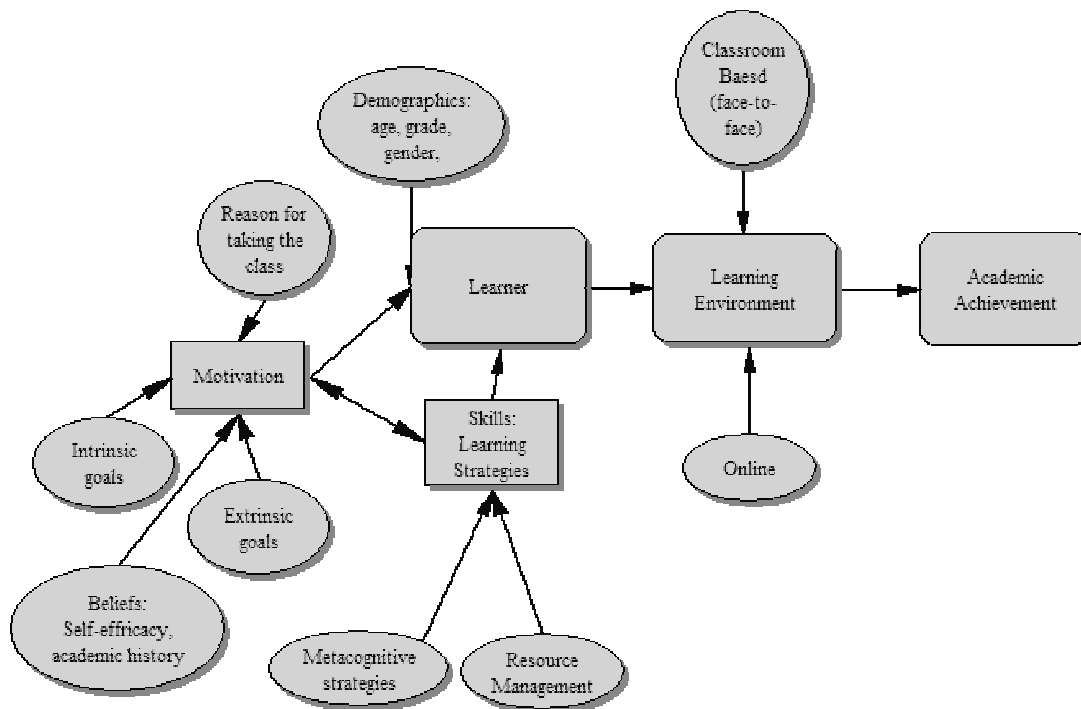 Classroom
Baesd
(face-to-
face)
Demographics:
age, grade,
gender,
Reason for
taking the
class
Learner
Learning
Environment
Academic
Achievement
Motivation
Skills:
Learning
Strategies
Intrinsic
goals
Online
Extrinsic
goals
Beliefs:
Self-efficacy,
academic history
Metacognitive
strategies
Resource
Management